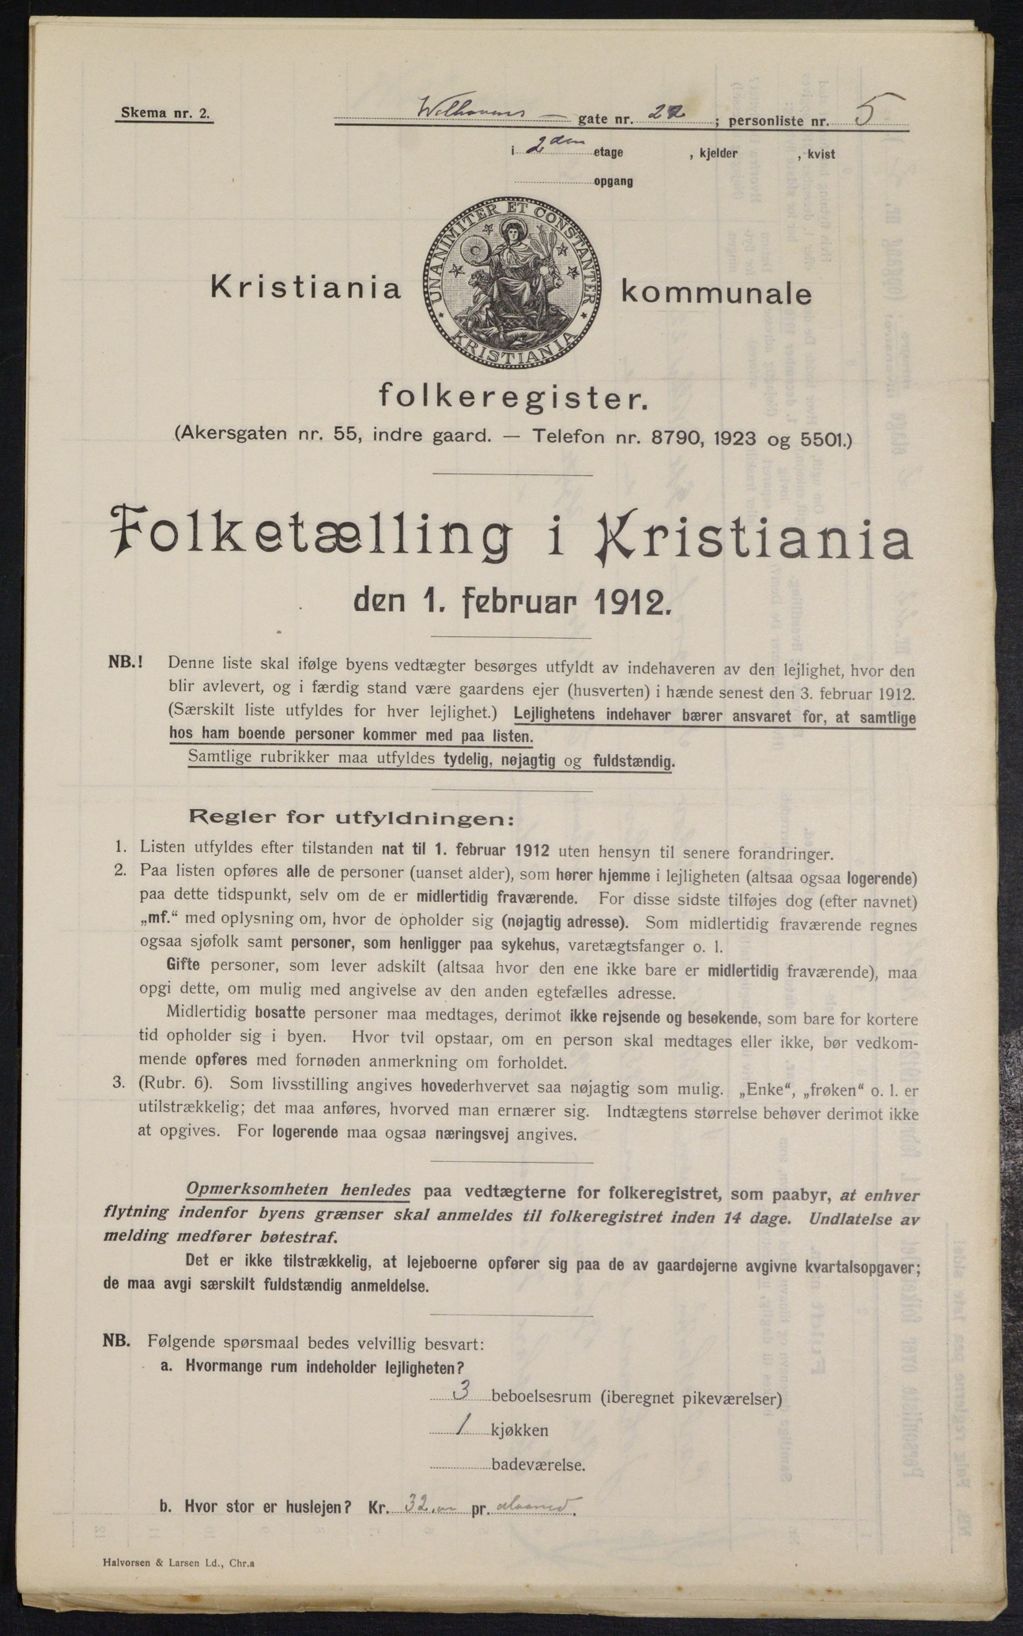 Skema nr. 2.
Welhavens — gate nr. 22 ; personliste nr. 5
i 2den etage , kjelder , kvist
opgang
UNANIMITER ET CONSTANTER
KRISTIANIA
Kristiania kommunale
folkeregister.
(Akersgaten nr. 55, indre gaard. — Telefon nr. 8790, 1923 og 5501.)
Folketælling i Kristiania
den 1. februar 1912.
NB.! Denne liste skal ifølge byens vedtægter besørges utfyldt av indehaveren av den lejlighet, hvor den
blir avlevert, og i færdig stand være gaardens ejer (husverten) i hænde senest den 3. februar 1912.
(Særskilt liste utfyldes for hver lejlighet.) Lejlighetens indehaver bærer ansvaret for, at samtlige
hos ham boende personer kommer med paa listen.
Samtlige rubrikker maa utfyldes tydelig, nøjagtig og fuldstændig.
Regler for utfyldningen:
1. Listen utfyldes efter tilstanden nat til 1. februar 1912 uten hensyn til senere forandringer.
2. Paa listen opføres alle de personer (uanset alder), som hører hjemme i lejligheten (altsaa ogsaa logerende)
paa dette tidspunkt, selv om de er midlertidig fraværende. For disse sidste tilføjes dog (efter navnet)
„mf.“ med oplysning om, hvor de opholder sig (nøjagtig adresse). Som midlertidig fraværende regnes
ogsaa sjøfolk samt personer, som henligger paa sykehus, varetægtsfanger o. l.
Gifte personer, som lever adskilt (altsaa hvor den ene ikke bare er midlertidig fraværende), maa
opgi dette, om mulig med angivelse av den anden egtefælles adresse.
Midlertidig bosatte personer maa medtages, derimot ikke rejsende og besøkende, som bare for kortere
tid opholder sig i byen. Hvor tvil opstaar, om en person skal medtages eller ikke, bør vedkom-
mende opføres med fornøden anmerkning om forholdet.
3. (Rubr. 6). Som livsstilling angives hovederhvervet saa nøjagtig som mulig. „Enke“, „frøken“ o. l. er
utilstrækkelig; det maa anføres, hvorved man ernærer sig. Indtægtens størrelse behøver derimot ikke
at opgives. For logerende maa ogsaa næringsvej angives.
Opmerksomheten henledes paa vedtægterne for folkeregistret, som paabyr, at enhver
flytning indenfor byens grænser skal anmeldes til folkeregistret inden 14 dage. Undlatelse av
melding medfører bøtestraf.
Det er ikke tilstrækkelig, at lejeboerne opfører sig paa de av gaardejerne avgivne kvartalsopgaver;
de maa avgi særskilt fuldstændig anmeldelse.
NB. Følgende spørsmaal bedes velvillig besvart:
a. Hvormange rum indeholder lejligheten?
3 beboelsesrum (iberegnet pikeværelser)
1 kjøkken
badeværelse.
b. Hvor stor er huslejen? Kr. 32,00 pr. Maaned.
Halvorsen & Larsen Ld., Chr.a